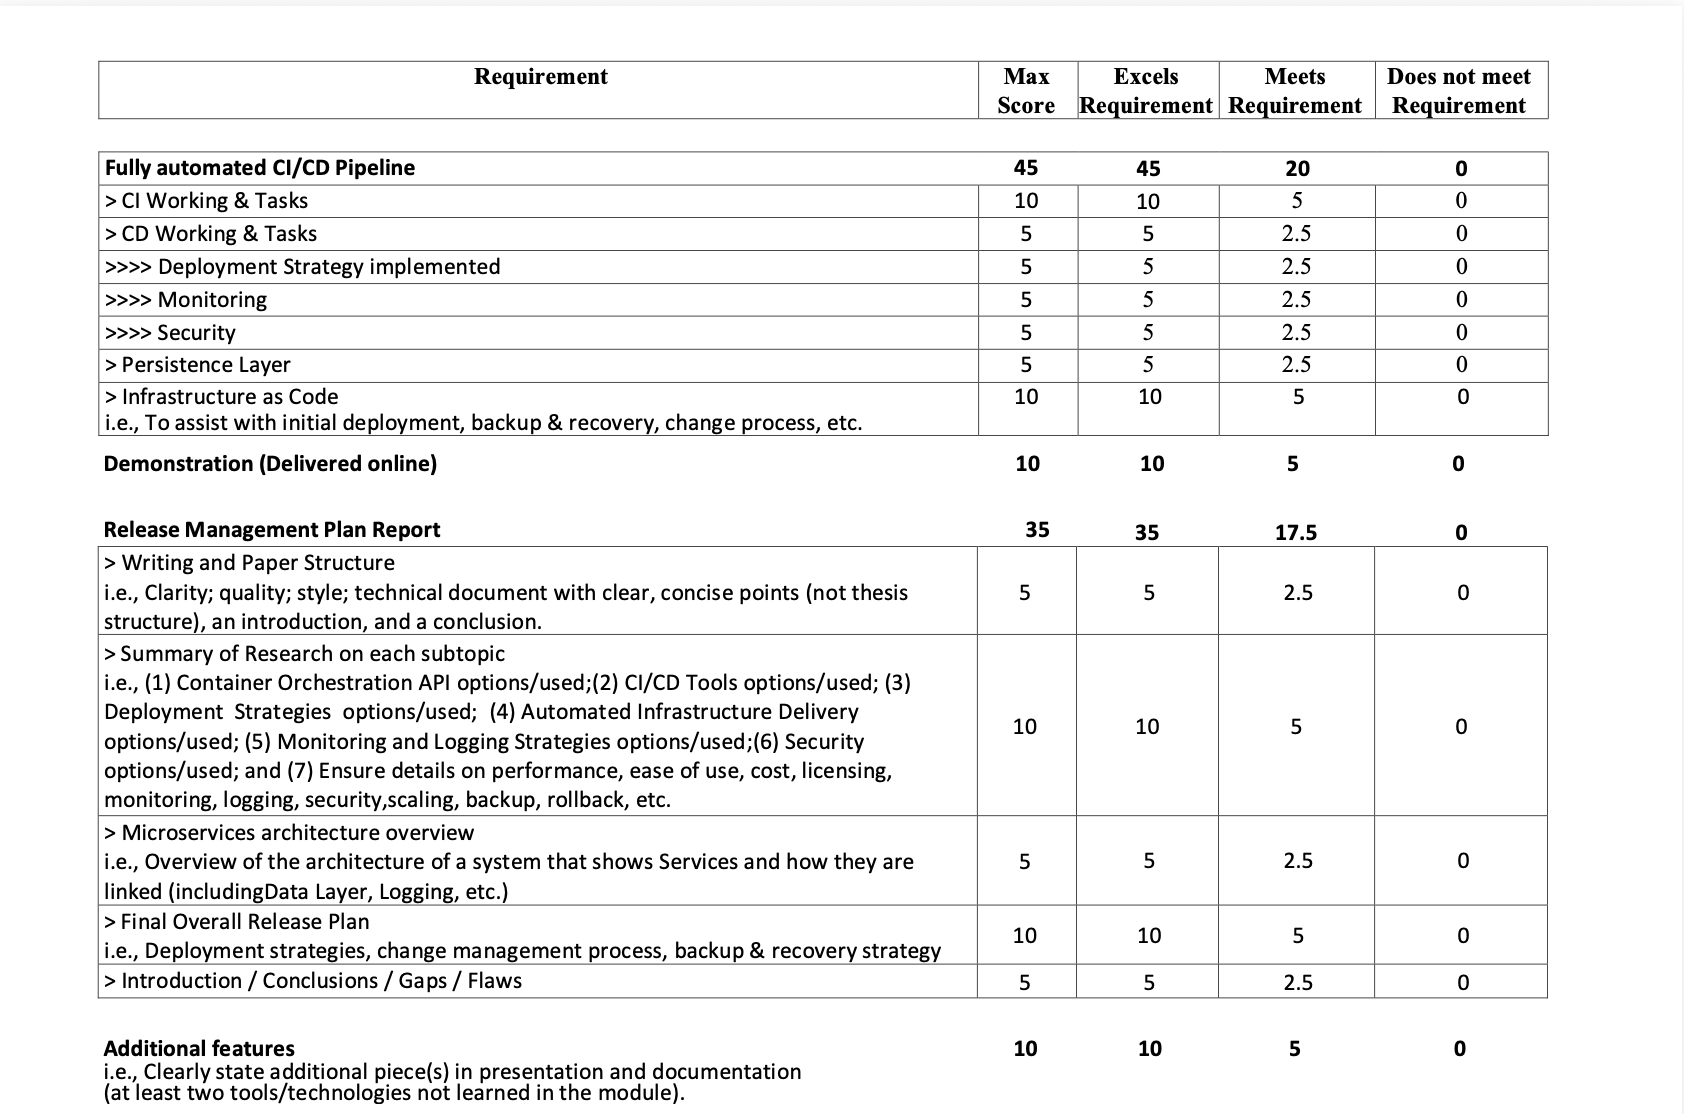 Requirement Max Score Excels Requirement Meets Requirement Does not meet Requirement
Fully automated CI/CD Pipeline 45 45 20 0
> CI Working & Tasks 10 10 5 0
> CD Working & Tasks 5 5 2.5 0
>>>> Deployment Strategy implemented 5 5 2.5 0
>>>> Monitoring 5 5 2.5 0
>>>> Security 5 5 2.5 0
> Persistence Layer 5 5 2.5 0
> Infrastructure as Code 10 10 5 0
i.e., To assist with initial deployment, backup & recovery, change process, etc.
Demonstration (Delivered online) 10 10 5 0
Release Management Plan Report 35 35 17.5 0
> Writing and Paper Structure
i.e., Clarity; quality; style; technical document with clear, concise points (not thesis 5 5 2.5 0
structure), an introduction, and a conclusion.
> Summary of Research on each subtopic
i.e., (1) Container Orchestration API options/used;(2) CI/CD Tools options/used; (3)
Deployment Strategies options/used; (4) Automated Infrastructure Delivery 10 10 5 0
options/used; (5) Monitoring and Logging Strategies options/used;(6) Security
options/used; and (7) Ensure details on performance, ease of use, cost, licensing,
monitoring, logging, security,scaling, backup, rollback, etc.
> Microservices architecture overview
i.e., Overview of the architecture of a system that shows Services and how they are 5 5 2.5 0
linked (includingData Layer, Logging, etc.)
> Final Overall Release Plan 10 10 5 0
i.e., Deployment strategies, change management process, backup & recovery strategy
> Introduction / Conclusions / Gaps / Flaws 5 5 2.5 0
Additional features 10 10 5 0
i.e., Clearly state additional piece(s) in presentation and documentation
(at least two tools/technologies not learned in the module).